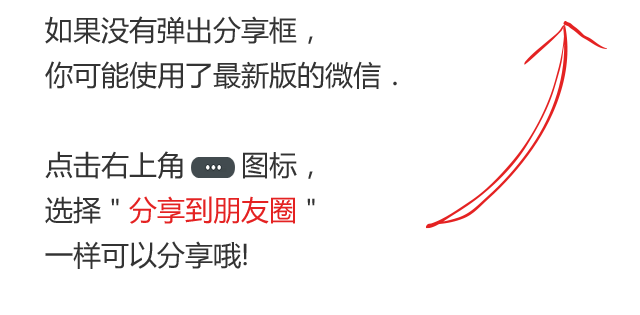 如果没有弹出分享框，
你可能使用了最新版的微信．
点击右上角 ••• 图标，
选择＂分享到朋友圈＂
一样可以分享哦!